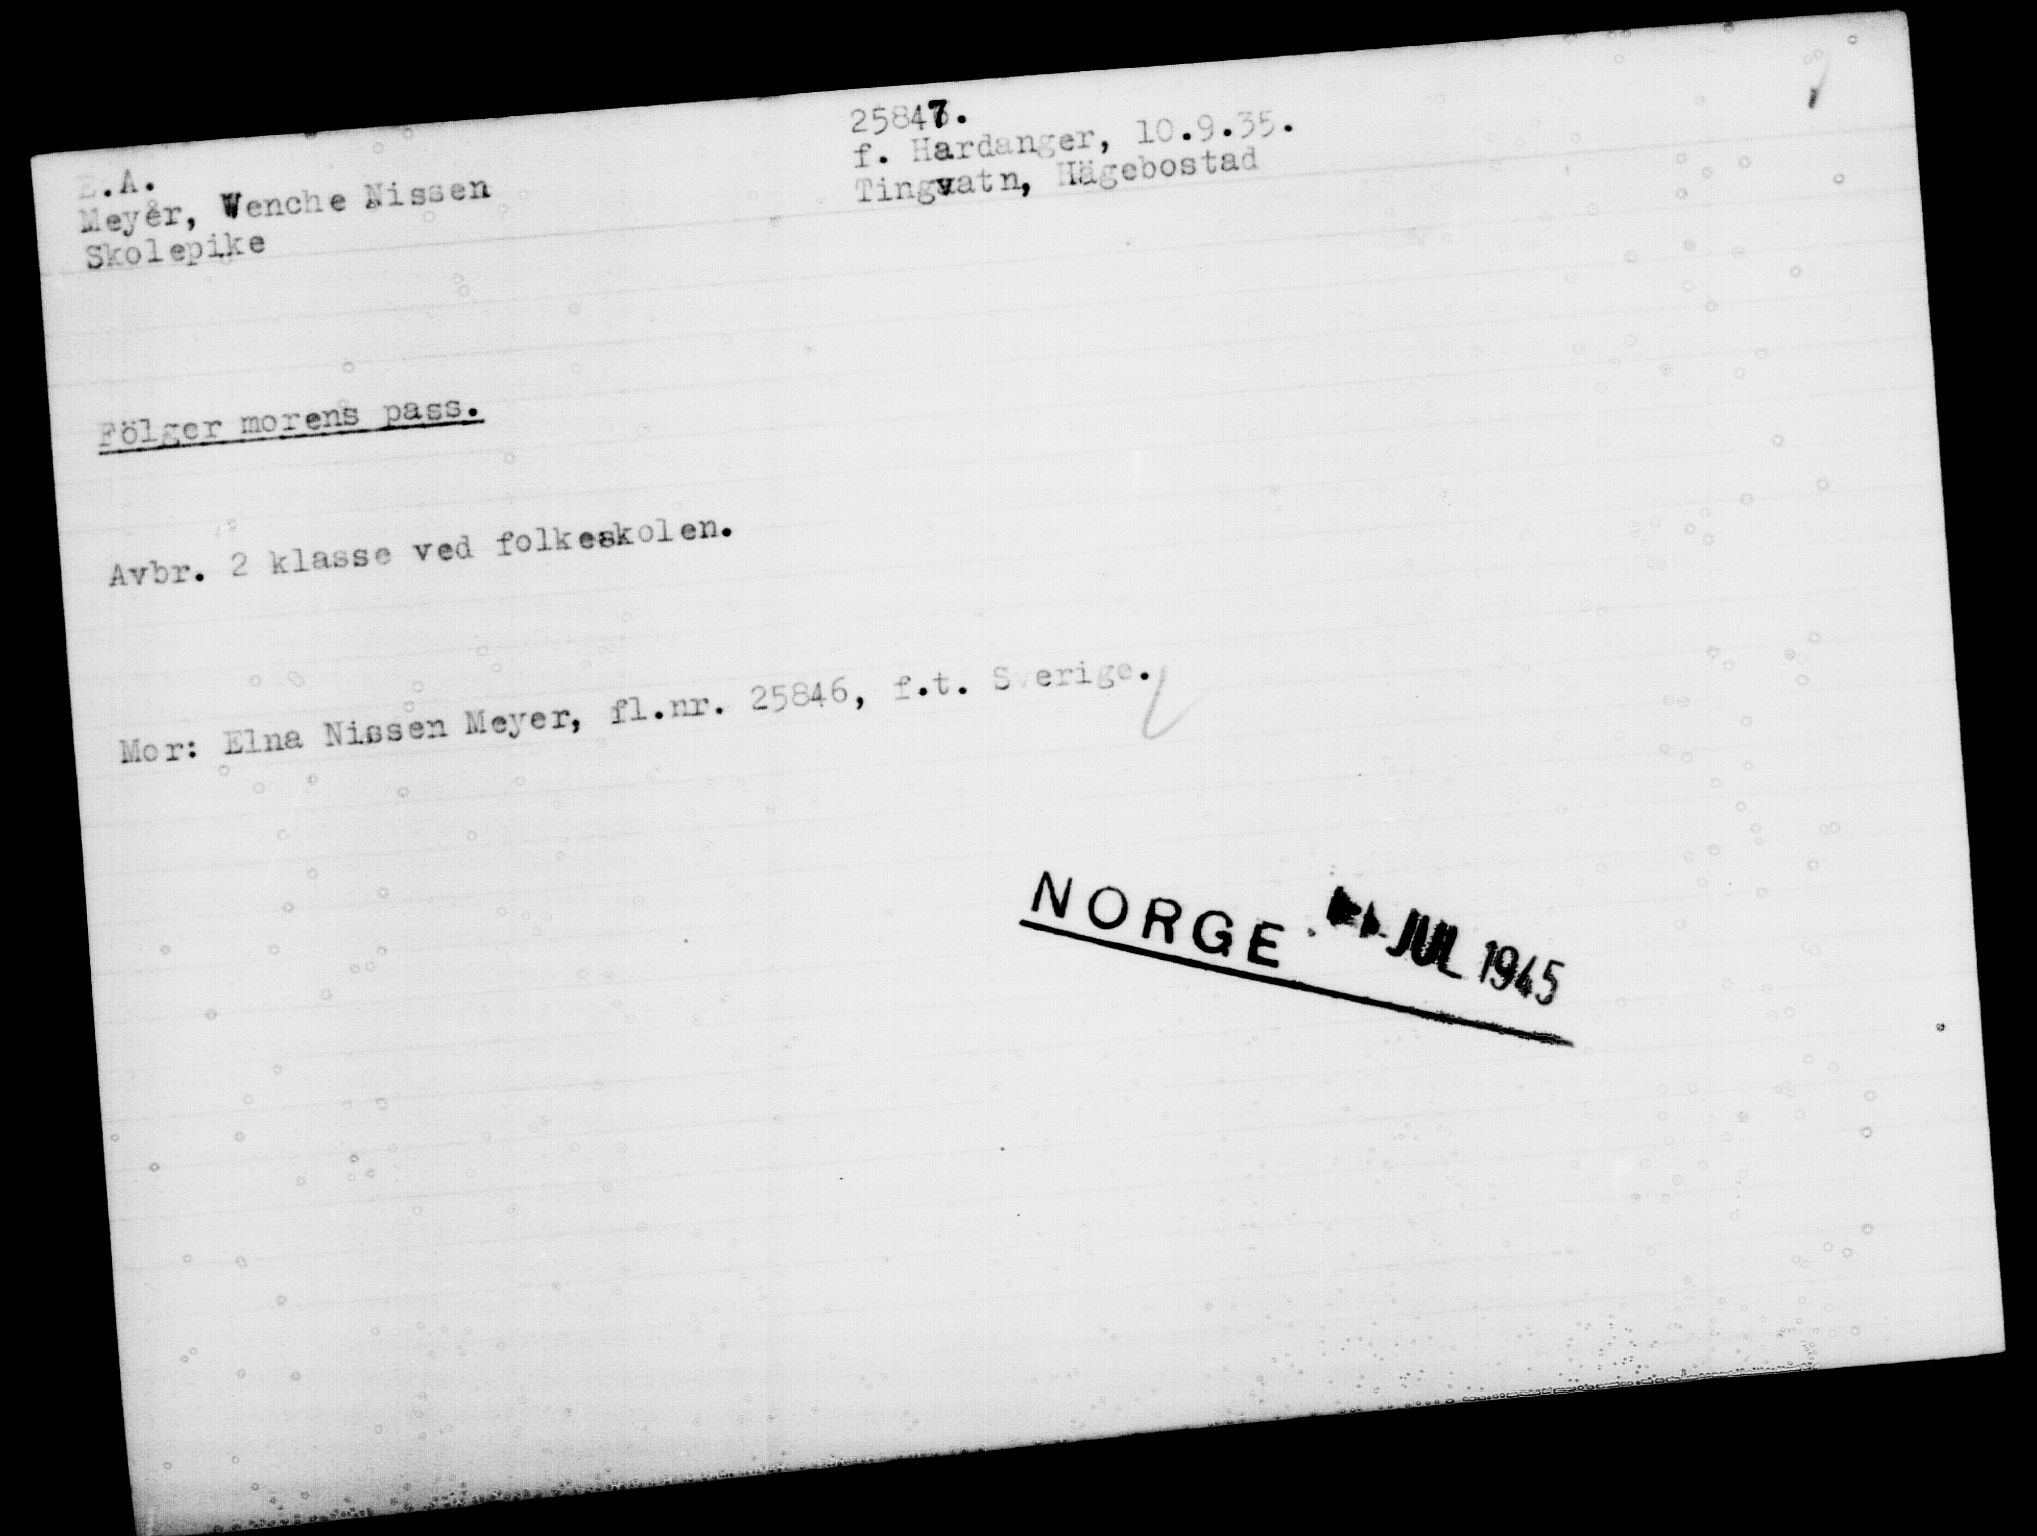 E.A.
Meyer, Wenche Nissen
Skolepike
25847.
f. Hardanger, 10.9.35.
Tingvatn, Hägebostad
Fölger morens pass.
Avbr. 2 klasse ved folkeskolen.
Mor: Elna Nissen Meyer, fl.nr. 25846, f.t. Sverige.
NORGE JUL 1945